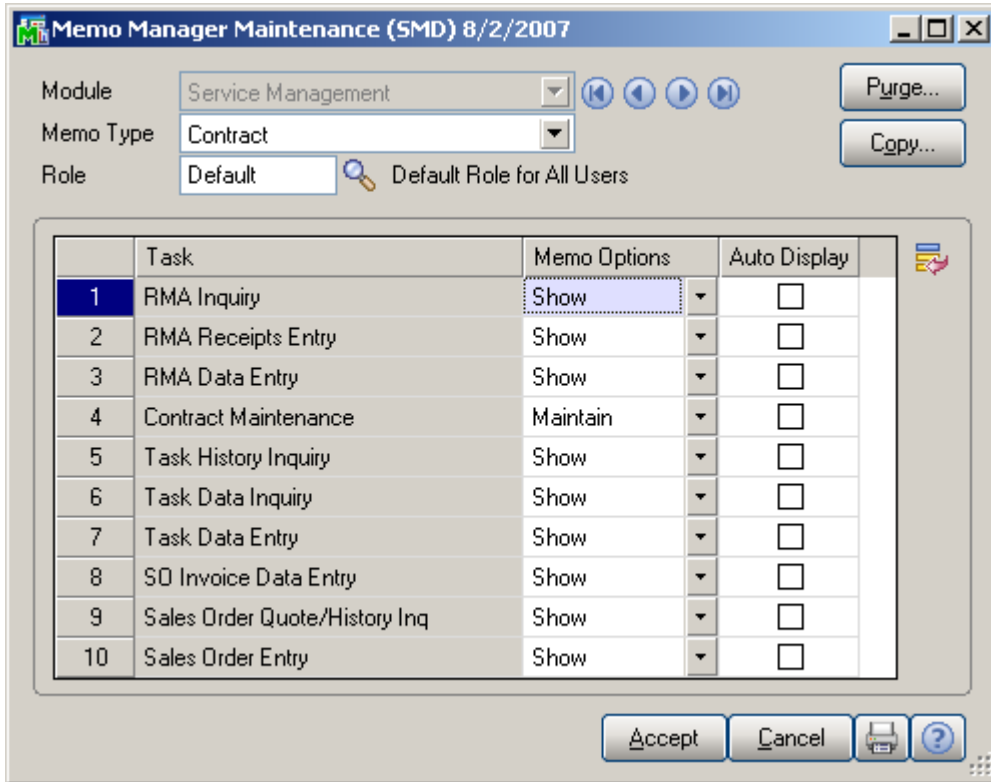 Memo Manager Maintenance (SMD) 8/2/2007
Module Service Management Purge...
Memo Type Contract Copy...
Role Default Default Role for All Users
Task Memo Options Auto Display
1 RMA Inquiry Show
2 RMA Receipts Entry Show
3 RMA Data Entry Show
4 Contract Maintenance Maintain
5 Task History Inquiry Show
6 Task Data Inquiry Show
7 Task Data Entry Show
8 SO Invoice Data Entry Show
9 Sales Order Quote/History Inq Show
10 Sales Order Entry Show
Accept Cancel ?